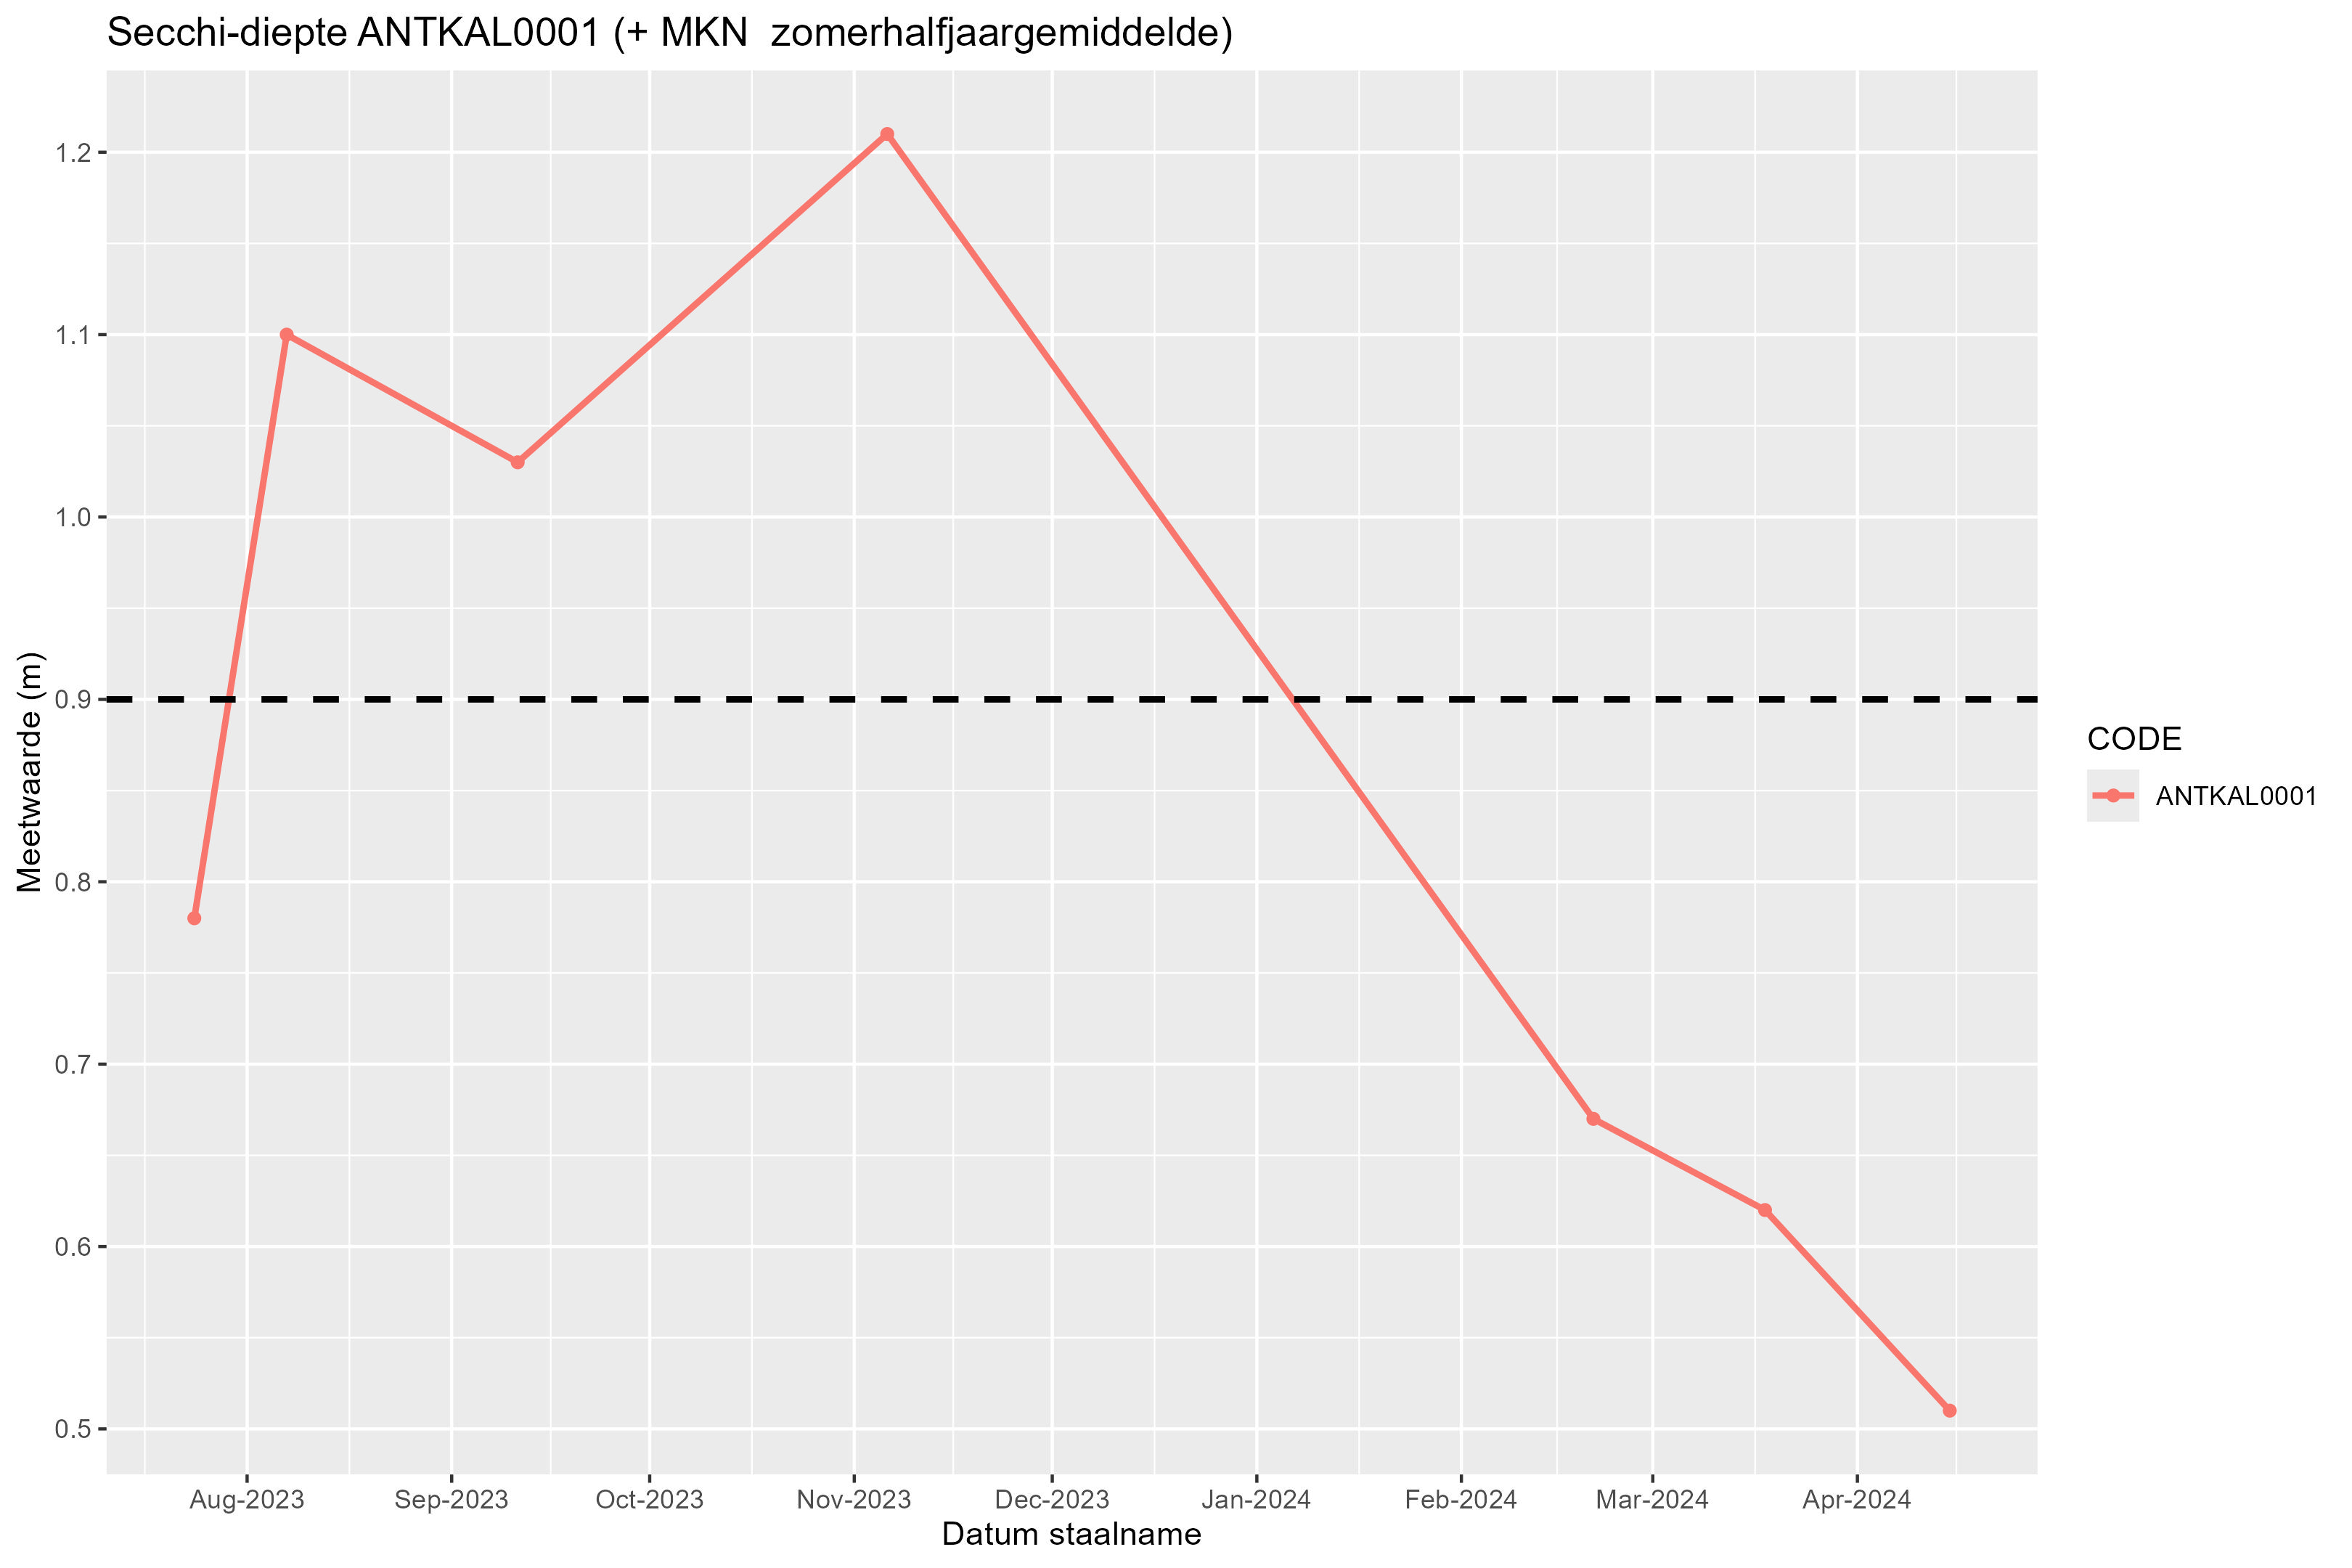 Secchi-diepte ANTKAL0001 (+ MKN  zomerhalfjaargemiddelde)
Meetwaarde (m)
1.2
1.1
1.0
0.9
0.8
0.7
0.6
0.5
Aug-2023 Sep-2023 Oct-2023 Nov-2023 Dec-2023 Jan-2024 Feb-2024 Mar-2024 Apr-2024
Datum staalname
CODE
ANTKAL0001